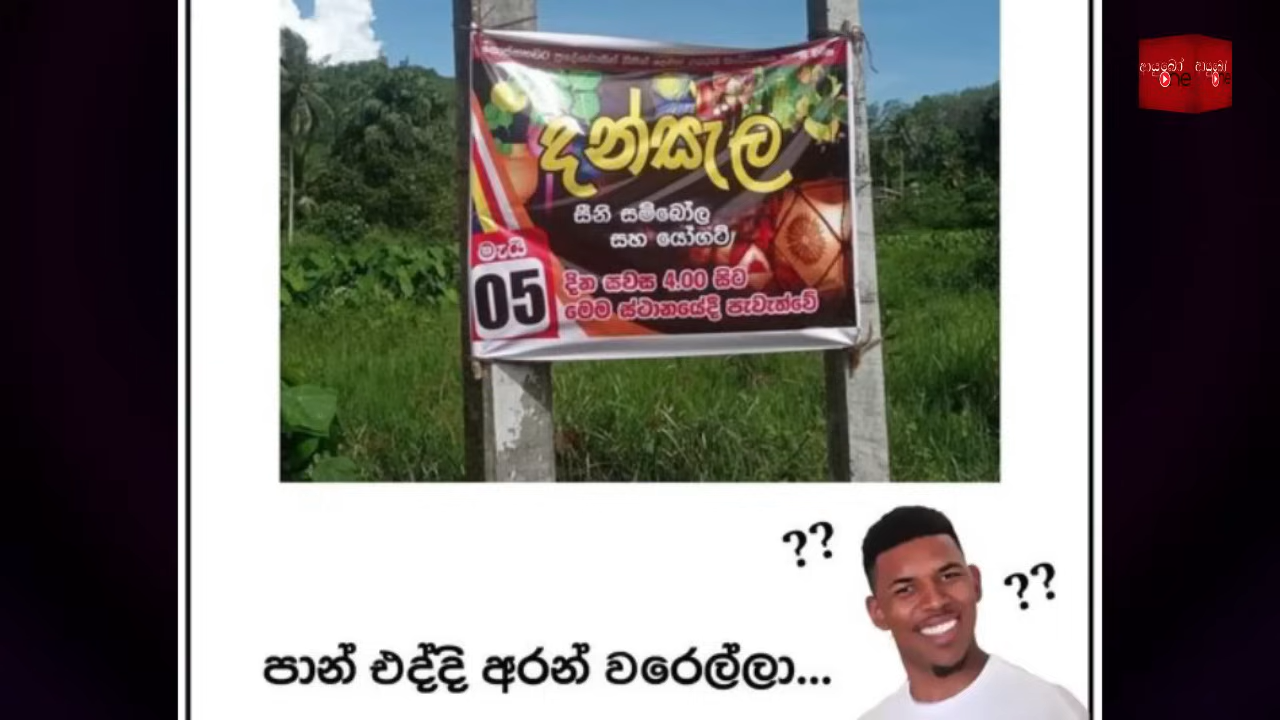 දන්සැල
සීනි සම්බෝල
සහ යෝගට්
මැයි
05
දින සවස 4.00 සිට
මෙම ස්ථානයේදී පැවැත්වේ
??
??
පාන් එද්දි අරන් වරෙල්ලා...